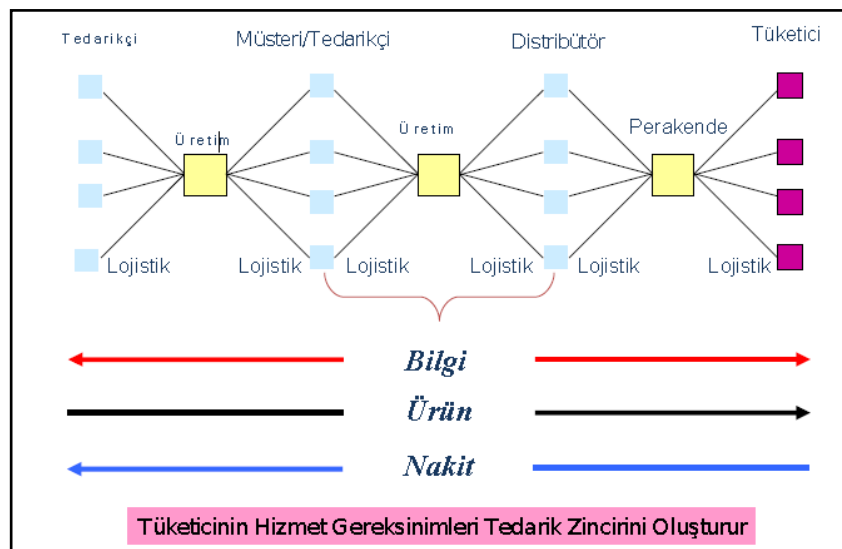 Tedarikçi
Müsteri/Tedarikçi
Distribütör
Tüketici
Üretim
Üretim
Perakende
Lojistik
Lojistik
Lojistik
Lojistik
Lojistik
Lojistik
Bilgi
Ürün
Nakit
Tüketicinin Hizmet Gereksinimleri Tedarik Zincirini Oluşturur